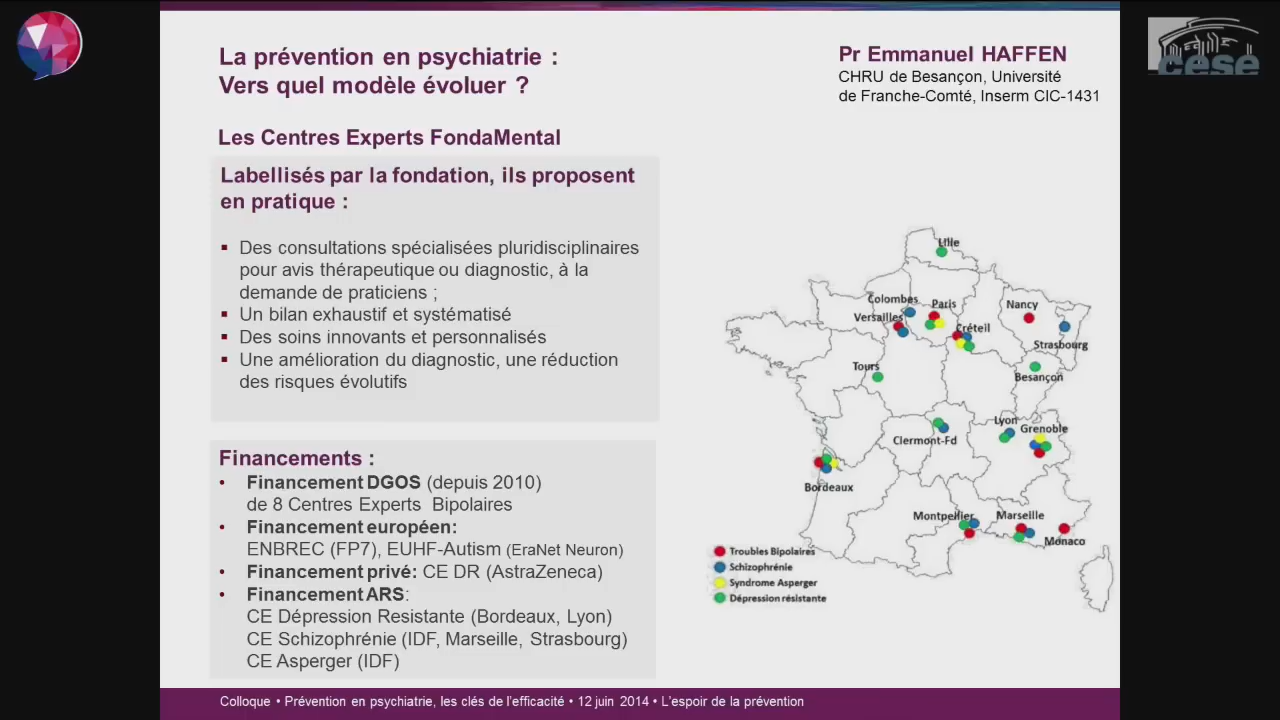 La prévention en psychiatrie :
Vers quel modèle évoluer ?
Pr Emmanuel HAFFEN
CHRU de Besançon, Université
de Franche-Comté, Inserm CIC-1431
cese
Les Centres Experts FondaMental
Labellisés par la fondation, ils proposent
en pratique :
▪ Des consultations spécialisées pluridisciplinaires
pour avis thérapeutique ou diagnostic, à la
demande de praticiens ;
▪ Un bilan exhaustif et systématisé
▪ Des soins innovants et personnalisés
▪ Une amélioration du diagnostic, une réduction
des risques évolutifs
Financements :
• Financement DGOS (depuis 2010)
de 8 Centres Experts Bipolaires
• Financement européen:
ENBREC (FP7), EUHF-Autism (EraNet Neuron)
• Financement privé: CE DR (AstraZeneca)
• Financement ARS:
CE Dépression Resistante (Bordeaux, Lyon)
CE Schizophrénie (IDF, Marseille, Strasbourg)
CE Asperger (IDF)
Lille
Colombes
Paris
Nancy
Versailles
Créteil
Strasbourg
Tours
Besançon
Lyon
Grenoble
Clermont-Fd
Bordeaux
Montpellier
Marseille
Monaco
Troubles Bipolaires
Schizophrénie
Syndrome Asperger
Dépression résistante
Colloque • Prévention en psychiatrie, les clés de l'efficacité • 12 juin 2014 • L'espoir de la prévention